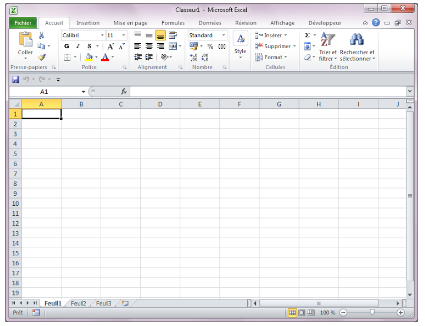 Classeur1 - Microsoft Excel
Fichier Accueil Insertion Mise en page Formules Données Révision Affichage Développeur
Calibri 11 Standard Insérer Σ
Coller G I S A A % 000 Style Supprimer Trier et filtrer Rechercher et sélectionner
A Format
Presse-papiers Police Alignement Nombre Cellules Édition
A1 fx
A B C D E F G H I J
1
2
3
4
5
6
7
8
9
10
11
12
13
14
15
16
17
18
19
Feuil1 Feuil2 Feuil3
Prêt 100 %